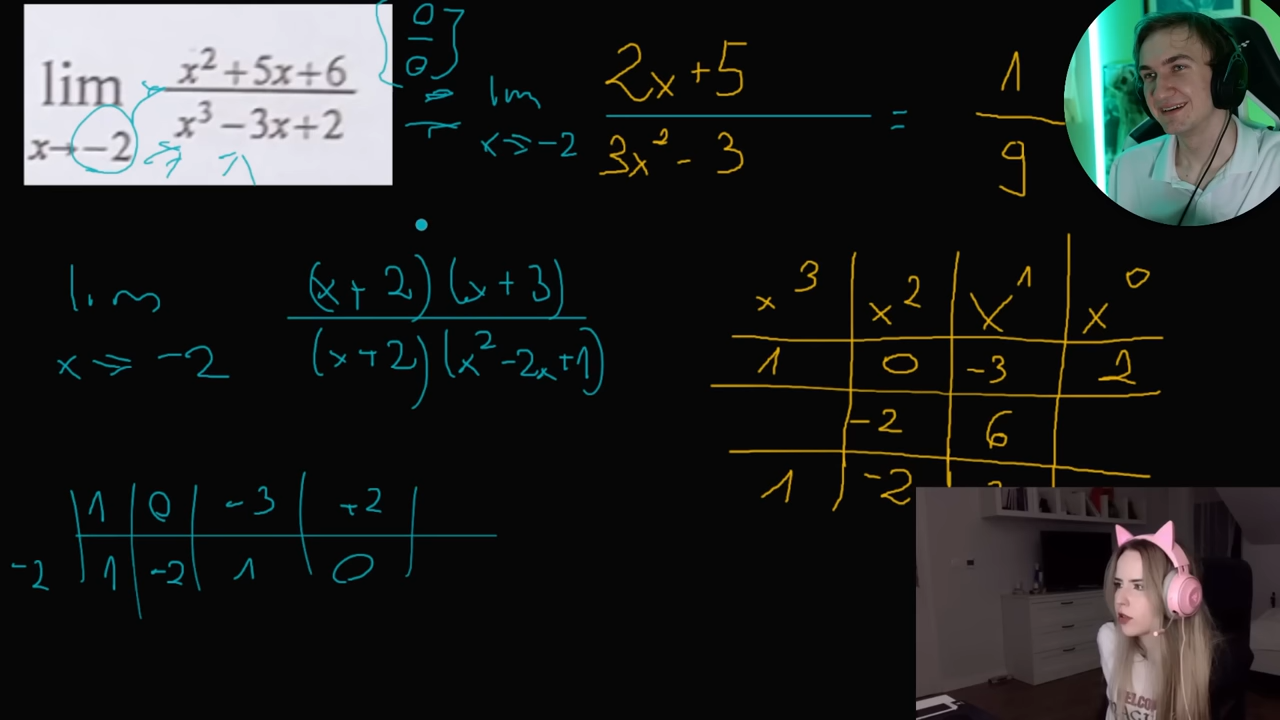 lim x→-2 x²+5x+6 / x³-3x+2
{0/0} = lim x→-2 2x+5 / 3x²-3 = 1/9
lim x→-2 (x+2)(x+3) / (x+2)(x²-2x+1)
x³ x² x¹ x⁰
1 0 -3 2
-2 6
1 -2
1 0 -3 +2
-2 1 -2 1 0